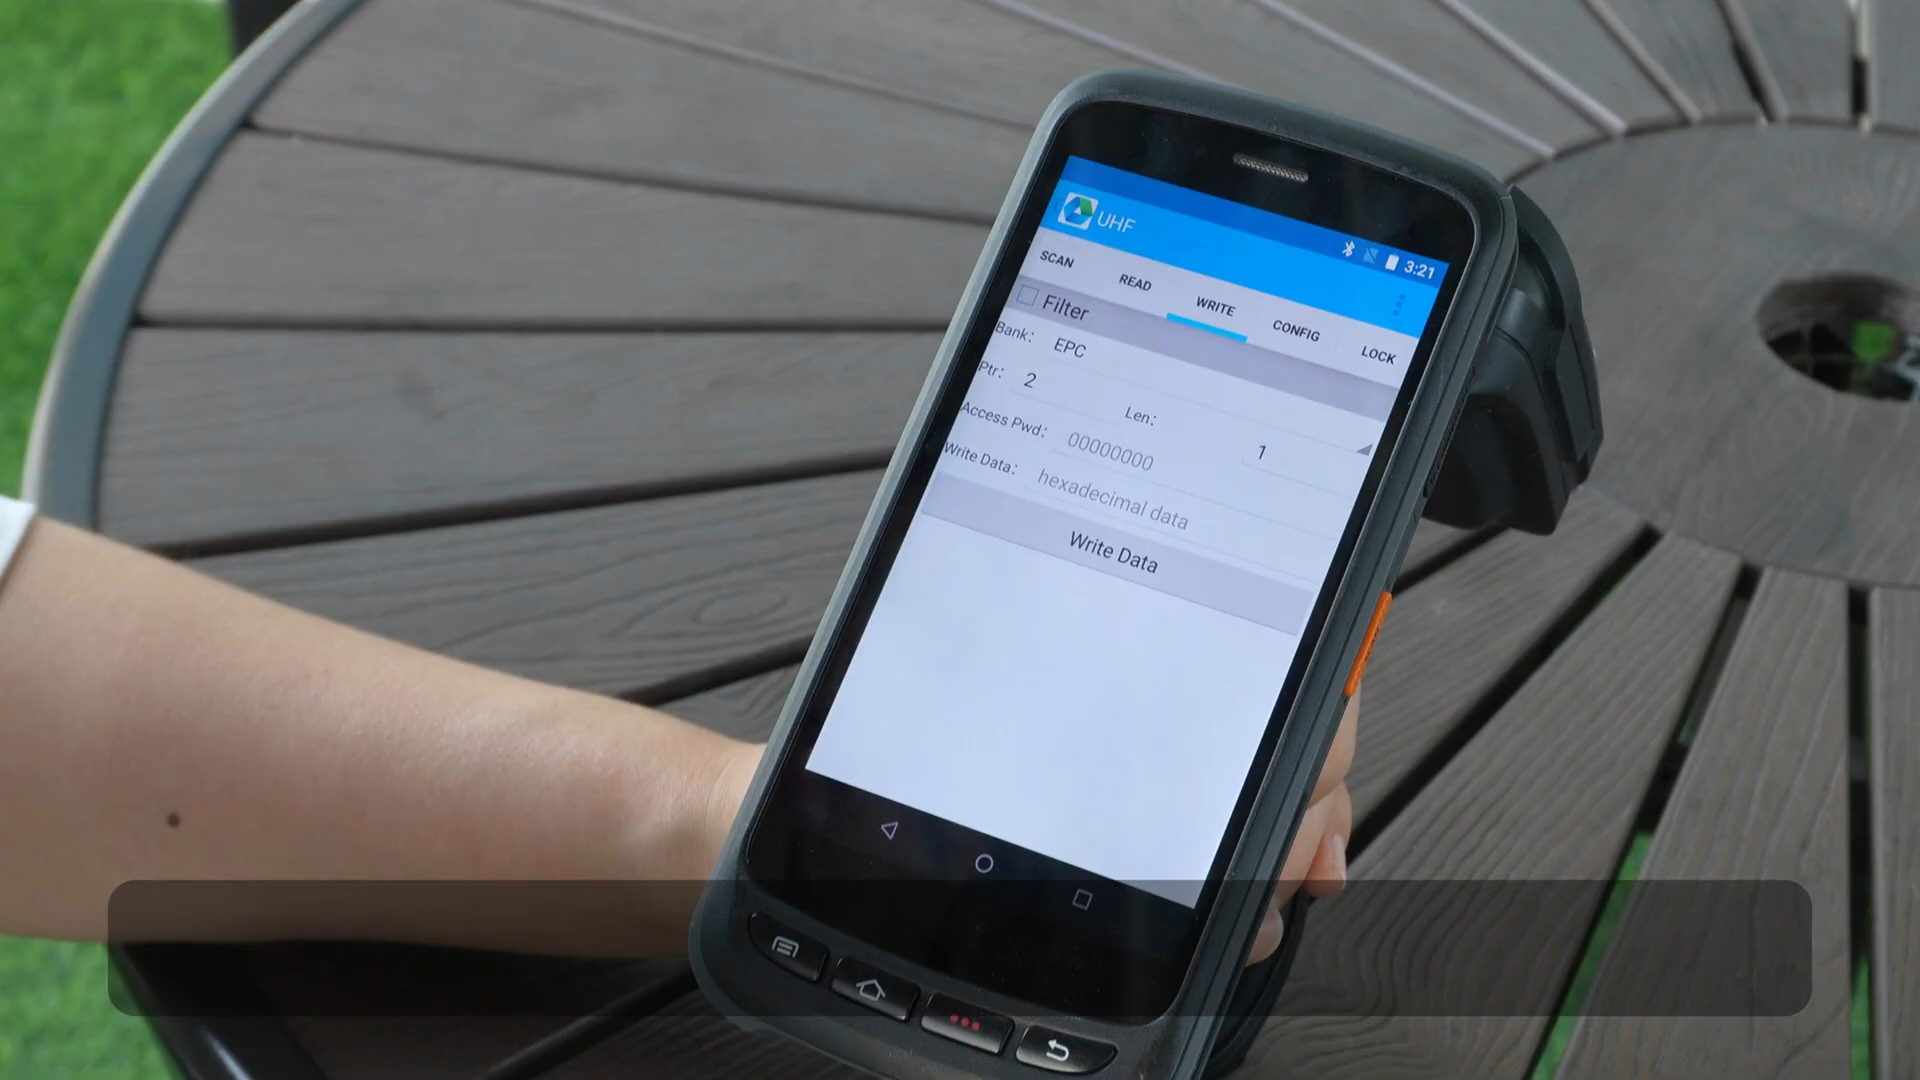 UHF
3:21
SCAN READ WRITE CONFIG LOCK
Filter
Bank: EPC
Ptr: 2 Len: 1
Access Pwd: 00000000
Write Data: hexadecimal data
Write Data